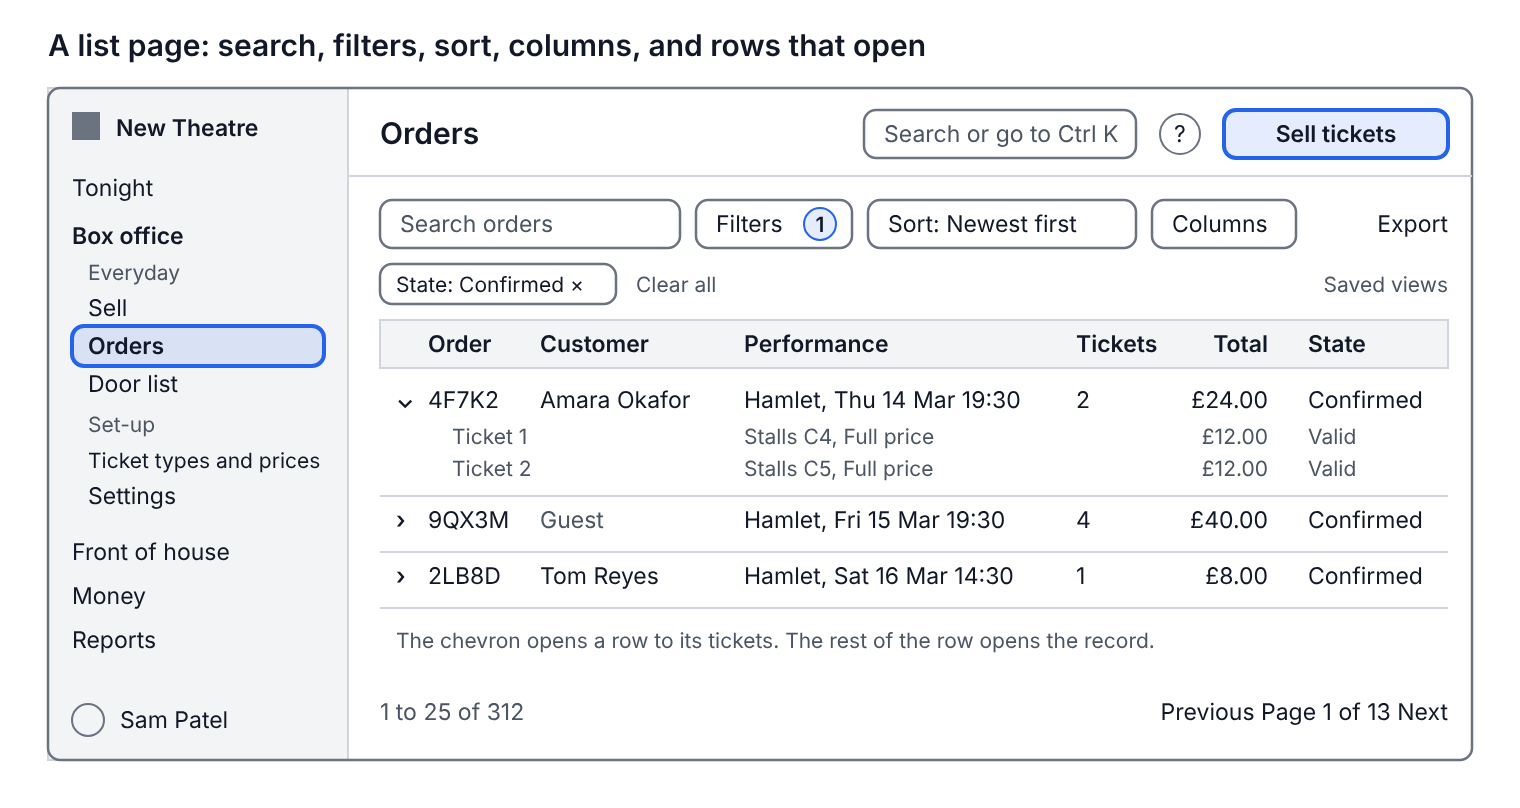 A list page: search, filters, sort, columns, and rows that open
New Theatre
Tonight
Box office
Everyday
Sell
Orders
Door list
Set-up
Ticket types and prices
Settings
Front of house
Money
Reports
Sam Patel
Orders
Search or go to Ctrl K
?
Sell tickets
Search orders
Filters 1
Sort: Newest first
Columns
Export
State: Confirmed ×
Clear all
Saved views
Order Customer Performance Tickets Total State
4F7K2 Amara Okafor Hamlet, Thu 14 Mar 19:30 2 £24.00 Confirmed
Ticket 1 Stalls C4, Full price £12.00 Valid
Ticket 2 Stalls C5, Full price £12.00 Valid
9QX3M Guest Hamlet, Fri 15 Mar 19:30 4 £40.00 Confirmed
2LB8D Tom Reyes Hamlet, Sat 16 Mar 14:30 1 £8.00 Confirmed
The chevron opens a row to its tickets. The rest of the row opens the record.
1 to 25 of 312
Previous Page 1 of 13 Next